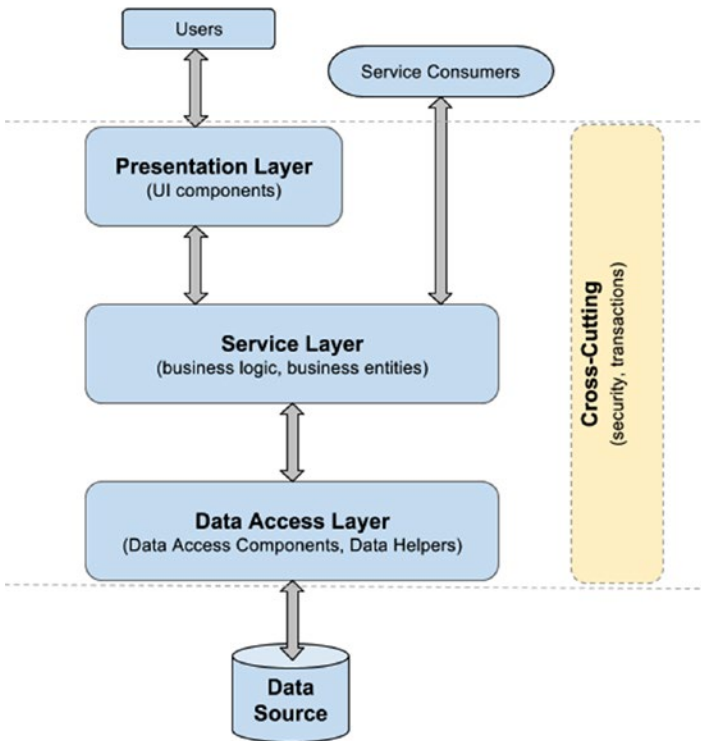 Users
Service Consumers
Presentation Layer
(UI components)
Service Layer
(business logic, business entities)
Data Access Layer
(Data Access Components, Data Helpers)
Data
Source
Cross-Cutting
(security, transactions)